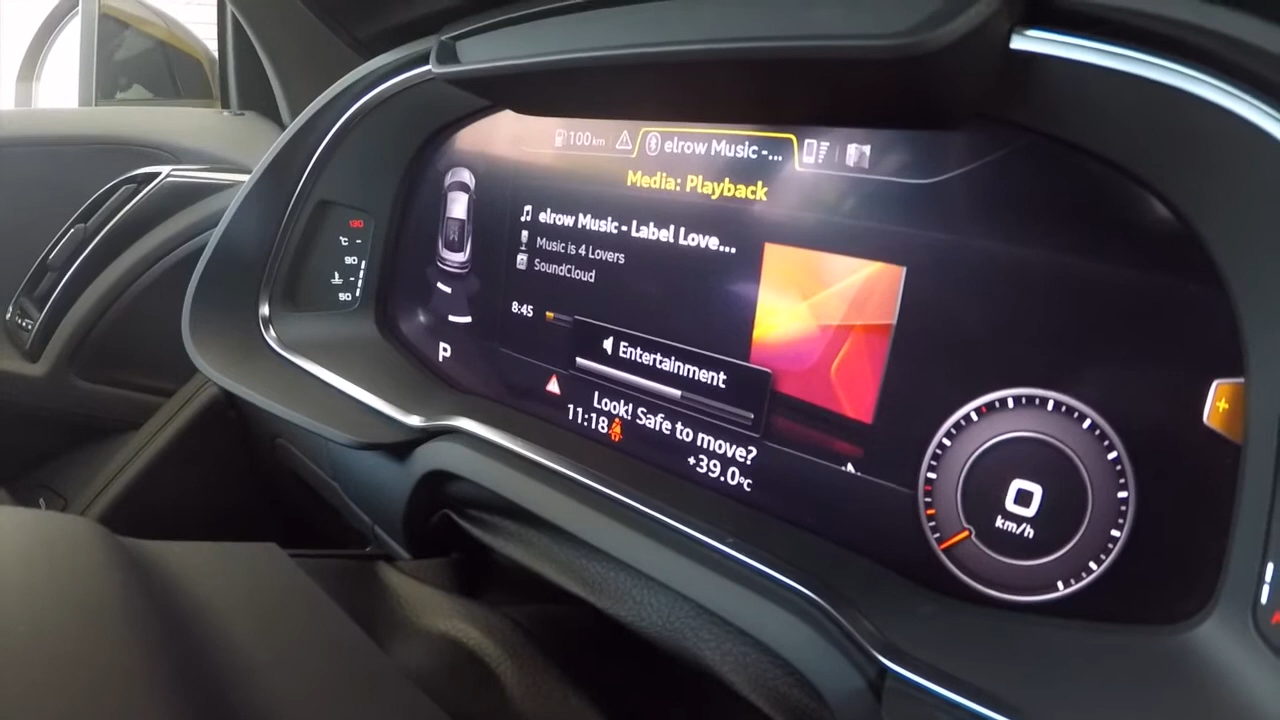 100 km
elrow Music -...
Media: Playback
elrow Music - Label Love...
Music is 4 Lovers
SoundCloud
8:45
Entertainment
Look! Safe to move?
11:18
+39.0°C
P
130
°C
90
50
0
km/h
+